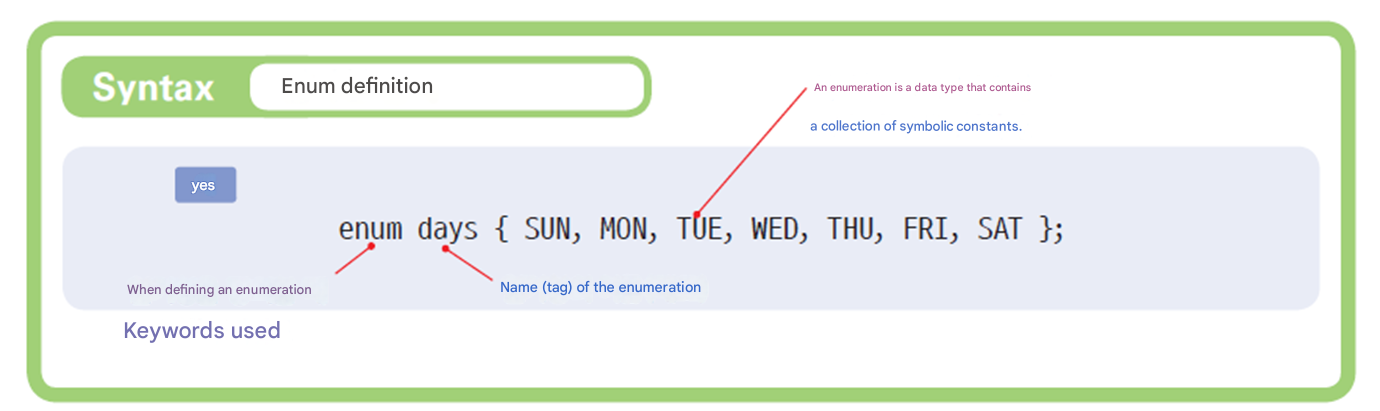 Syntax
Enum definition
An enumeration is a data type that contains
a collection of symbolic constants.
yes
enum days { SUN, MON, TUE, WED, THU, FRI, SAT };
When defining an enumeration
Name (tag) of the enumeration
Keywords used